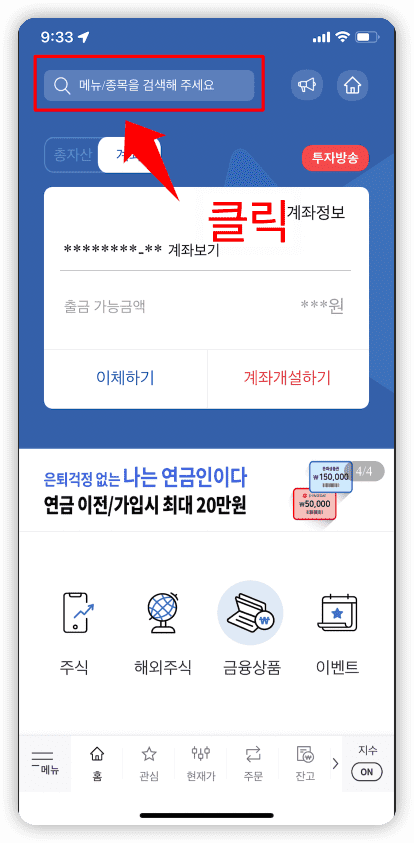 9:33
메뉴/종목을 검색해 주세요
총자산
투자방송
클릭
계좌정보
********-** 계좌보기
출금 가능금액 ***원
이체하기 계좌개설하기
은퇴걱정 없는 나는 연금인이다
연금 이전/가입시 최대 20만원
₩150,000
₩50,000
4/4
주식 해외주식 금융상품 이벤트
메뉴 홈 관심 현재가 주문 잔고 지수
ON